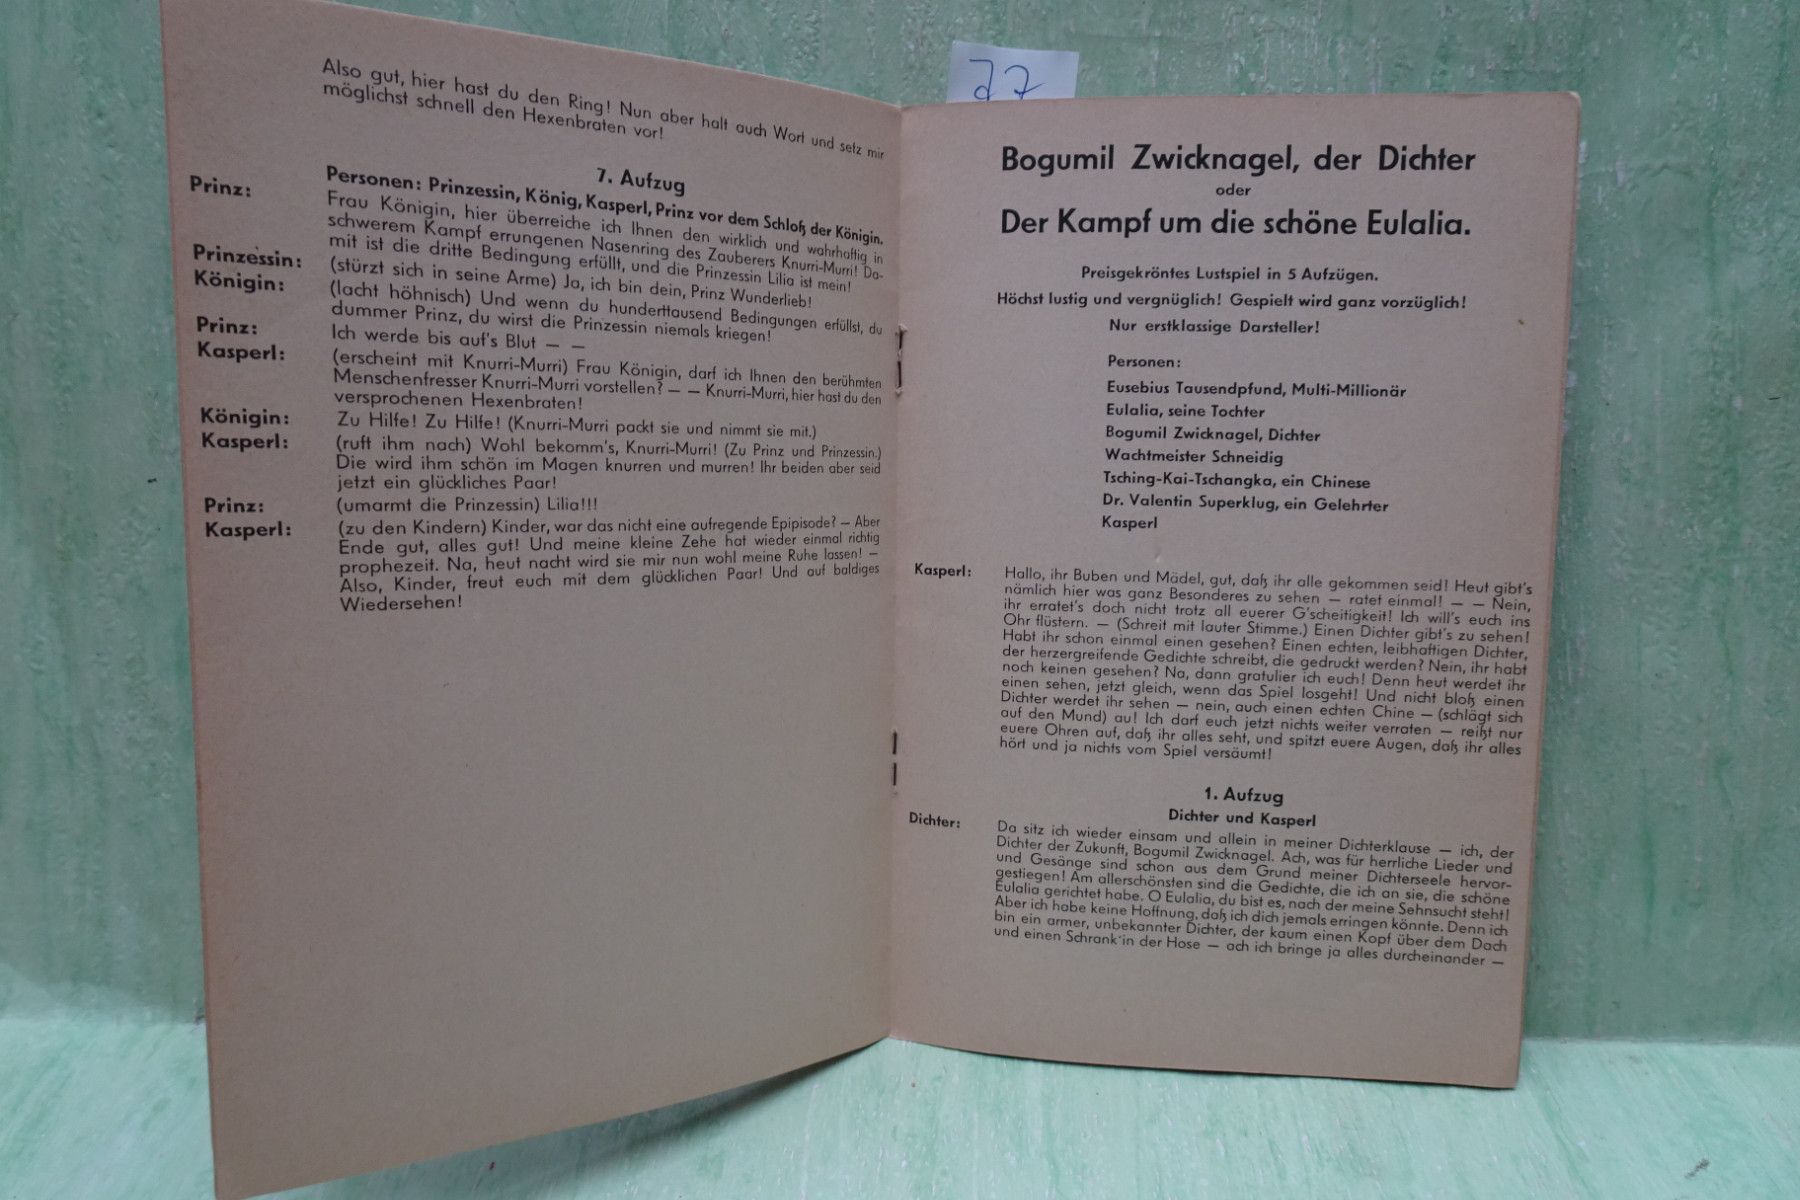 Also gut, hier hast du den Ring! Nun aber halt auch Wort und setz mir
möglichst schnell den Hexenbraten vor!
7. Aufzug
Personen: Prinzessin, König, Kasperl, Prinz vor dem Schloß der Königin.
Prinz: Frau Königin, hier überreiche ich Ihnen den wirklich und wahrhaftig in
schwerem Kampf errungenen Nasenring des Zauberers Knurri-Murri! Da-
mit ist die dritte Bedingung erfüllt, und die Prinzessin Lilia ist mein!
Prinzessin: (stürzt sich in seine Arme) Ja, ich bin dein, Prinz Wunderlieb!
Königin: (lacht höhnisch) Und wenn du hunderttausend Bedingungen erfüllst, du
dummer Prinz, du wirst die Prinzessin niemals kriegen!
Prinz: Ich werde bis auf's Blut — —
Kasperl: (erscheint mit Knurri-Murri) Frau Königin, darf ich Ihnen den berühmten
Menschenfresser Knurri-Murri vorstellen? — — Knurri-Murri, hier hast du den
versprochenen Hexenbraten!
Königin: Zu Hilfe! Zu Hilfe! (Knurri-Murri packt sie und nimmt sie mit.)
Kasperl: (ruft ihm nach) Wohl bekomm's, Knurri-Murri! (Zu Prinz und Prinzessin.)
Die wird ihm schön im Magen knurren und murren! Ihr beiden aber seid
jetzt ein glückliches Paar!
Prinz: (umarmt die Prinzessin) Lilia!!!
Kasperl: (zu den Kindern) Kinder, war das nicht eine aufregende Epipisode? — Aber
Ende gut, alles gut! Und meine kleine Zehe hat wieder einmal richtig
prophezeit. Na, heut nacht wird sie mir nun wohl meine Ruhe lassen! —
Also, Kinder, freut euch mit dem glücklichen Paar! Und auf baldiges
Wiedersehen!
77
Bogumil Zwicknagel, der Dichter
oder
Der Kampf um die schöne Eulalia.
Preisgekröntes Lustspiel in 5 Aufzügen.
Höchst lustig und vergnüglich! Gespielt wird ganz vorzüglich!
Nur erstklassige Darsteller!
Personen:
Eusebius Tausendpfund, Multi-Millionär
Eulalia, seine Tochter
Bogumil Zwicknagel, Dichter
Wachtmeister Schneidig
Tsching-Kai-Tschangka, ein Chinese
Dr. Valentin Superklug, ein Gelehrter
Kasperl
Kasperl: Hallo, ihr Buben und Mädel, gut, daß ihr alle gekommen seid! Heut gibt's
nämlich hier was ganz Besonderes zu sehen — ratet einmal! — — Nein,
ihr erratet's doch nicht trotz all euerer G'scheitigkeit! Ich will's euch ins
Ohr flüstern. — (Schreit mit lauter Stimme.) Einen Dichter gibt's zu sehen!
Habt ihr schon einmal einen gesehen? Einen echten, leibhaftigen Dichter,
der herzergreifende Gedichte schreibt, die gedruckt werden? Nein, ihr habt
noch keinen gesehen? Na, dann gratulier ich euch! Denn heut werdet ihr
einen sehen, jetzt gleich, wenn das Spiel losgeht! Und nicht bloß einen
Dichter werdet ihr sehen — nein, auch einen echten Chine — (schlägt sich
auf den Mund) au! Ich darf euch jetzt nichts weiter verraten — reißt nur
euere Ohren auf, daß ihr alles seht, und spitzt euere Augen, daß ihr alles
hört und ja nichts vom Spiel versäumt!
1. Aufzug
Dichter und Kasperl
Dichter: Da sitz ich wieder einsam und allein in meiner Dichterklause — ich, der
Dichter der Zukunft, Bogumil Zwicknagel. Ach, was für herrliche Lieder und
und Gesänge sind schon aus dem Grund meiner Dichterseele hervor-
gestiegen! Am allerschönsten sind die Gedichte, die ich an sie, die schöne
Eulalia gerichtet habe. O Eulalia, du bist es, nach der meine Sehnsucht steht!
Aber ich habe keine Hoffnung, daß ich dich jemals erringen könnte. Denn ich
bin ein armer, unbekannter Dichter, der kaum einen Kopf über dem Dach
und einen Schrank in der Hose — ach ich bringe ja alles durcheinander —